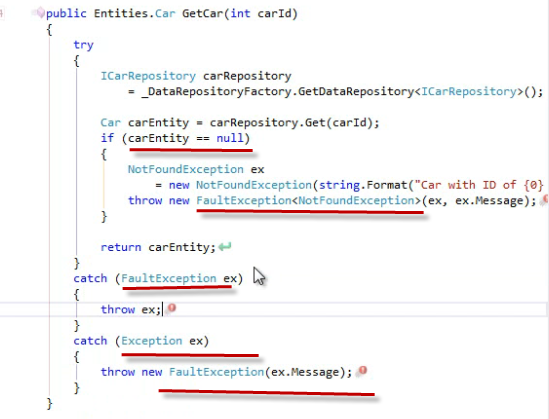 public Entities.Car GetCar(int carId)
{
try
{
ICarRepository carRepository
= _DataRepositoryFactory.GetDataRepository<ICarRepository>();
Car carEntity = carRepository.Get(carId);
if (carEntity == null)
{
NotFoundException ex
= new NotFoundException(string.Format("Car with ID of {0}
throw new FaultException<NotFoundException>(ex, ex.Message);
}
return carEntity;
}
catch (FaultException ex)
{
throw ex;
}
catch (Exception ex)
{
throw new FaultException(ex.Message);
}
}